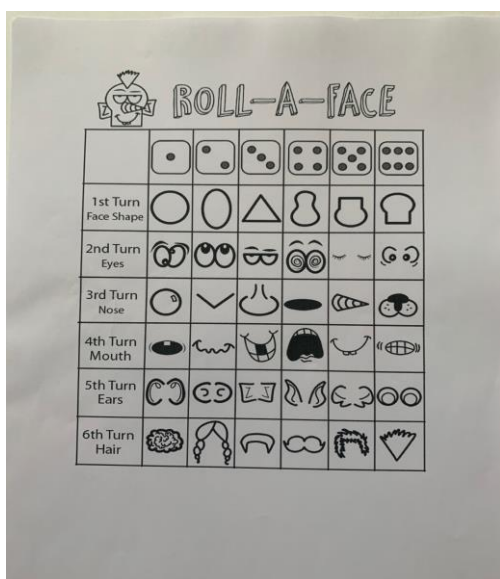 ROLL-A-FACE
1st Turn
Face Shape
2nd Turn
Eyes
3rd Turn
Nose
4th Turn
Mouth
5th Turn
Ears
6th Turn
Hair